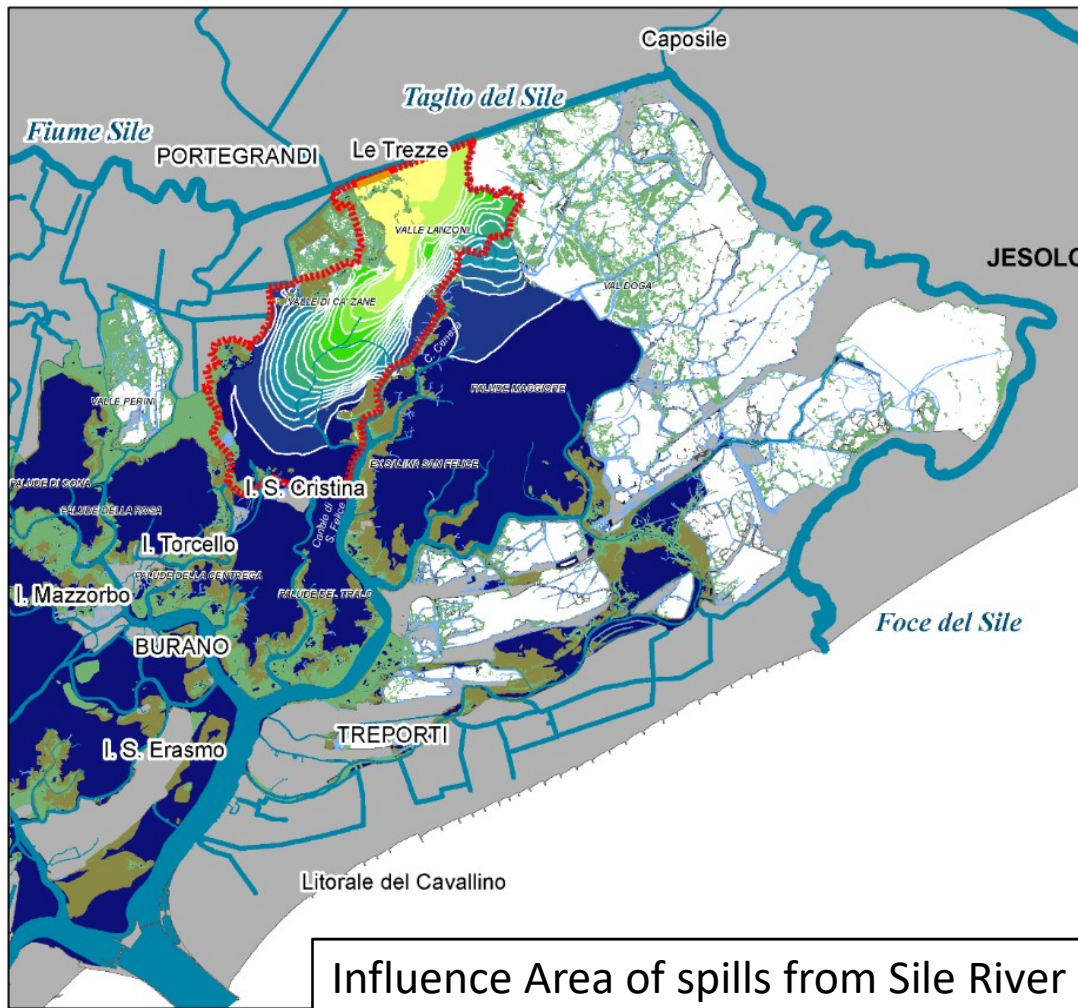 Caposile
Taglio del Sile
Fiume Sile
PORTEGRANDI
Le Trezze
VALLE LANZONI
JESOLO
VAL DOGA'
VALLE DI CA' ZANE
PALUDE MAGGIORE
VALLE PERINI
EX SALINA SAN FELICE
PALUDE DI CONA
I. S. Cristina
PALUDE DELLA ROSA
Canale di
S. Felice
I. Torcello
PALUDE DELLA CENTREGA
I. Mazzorbo
PALUDE DEL TRALO
BURANO
Foce del Sile
TREPORTI
I. S. Erasmo
Litorale del Cavallino
Influence Area of spills from Sile River